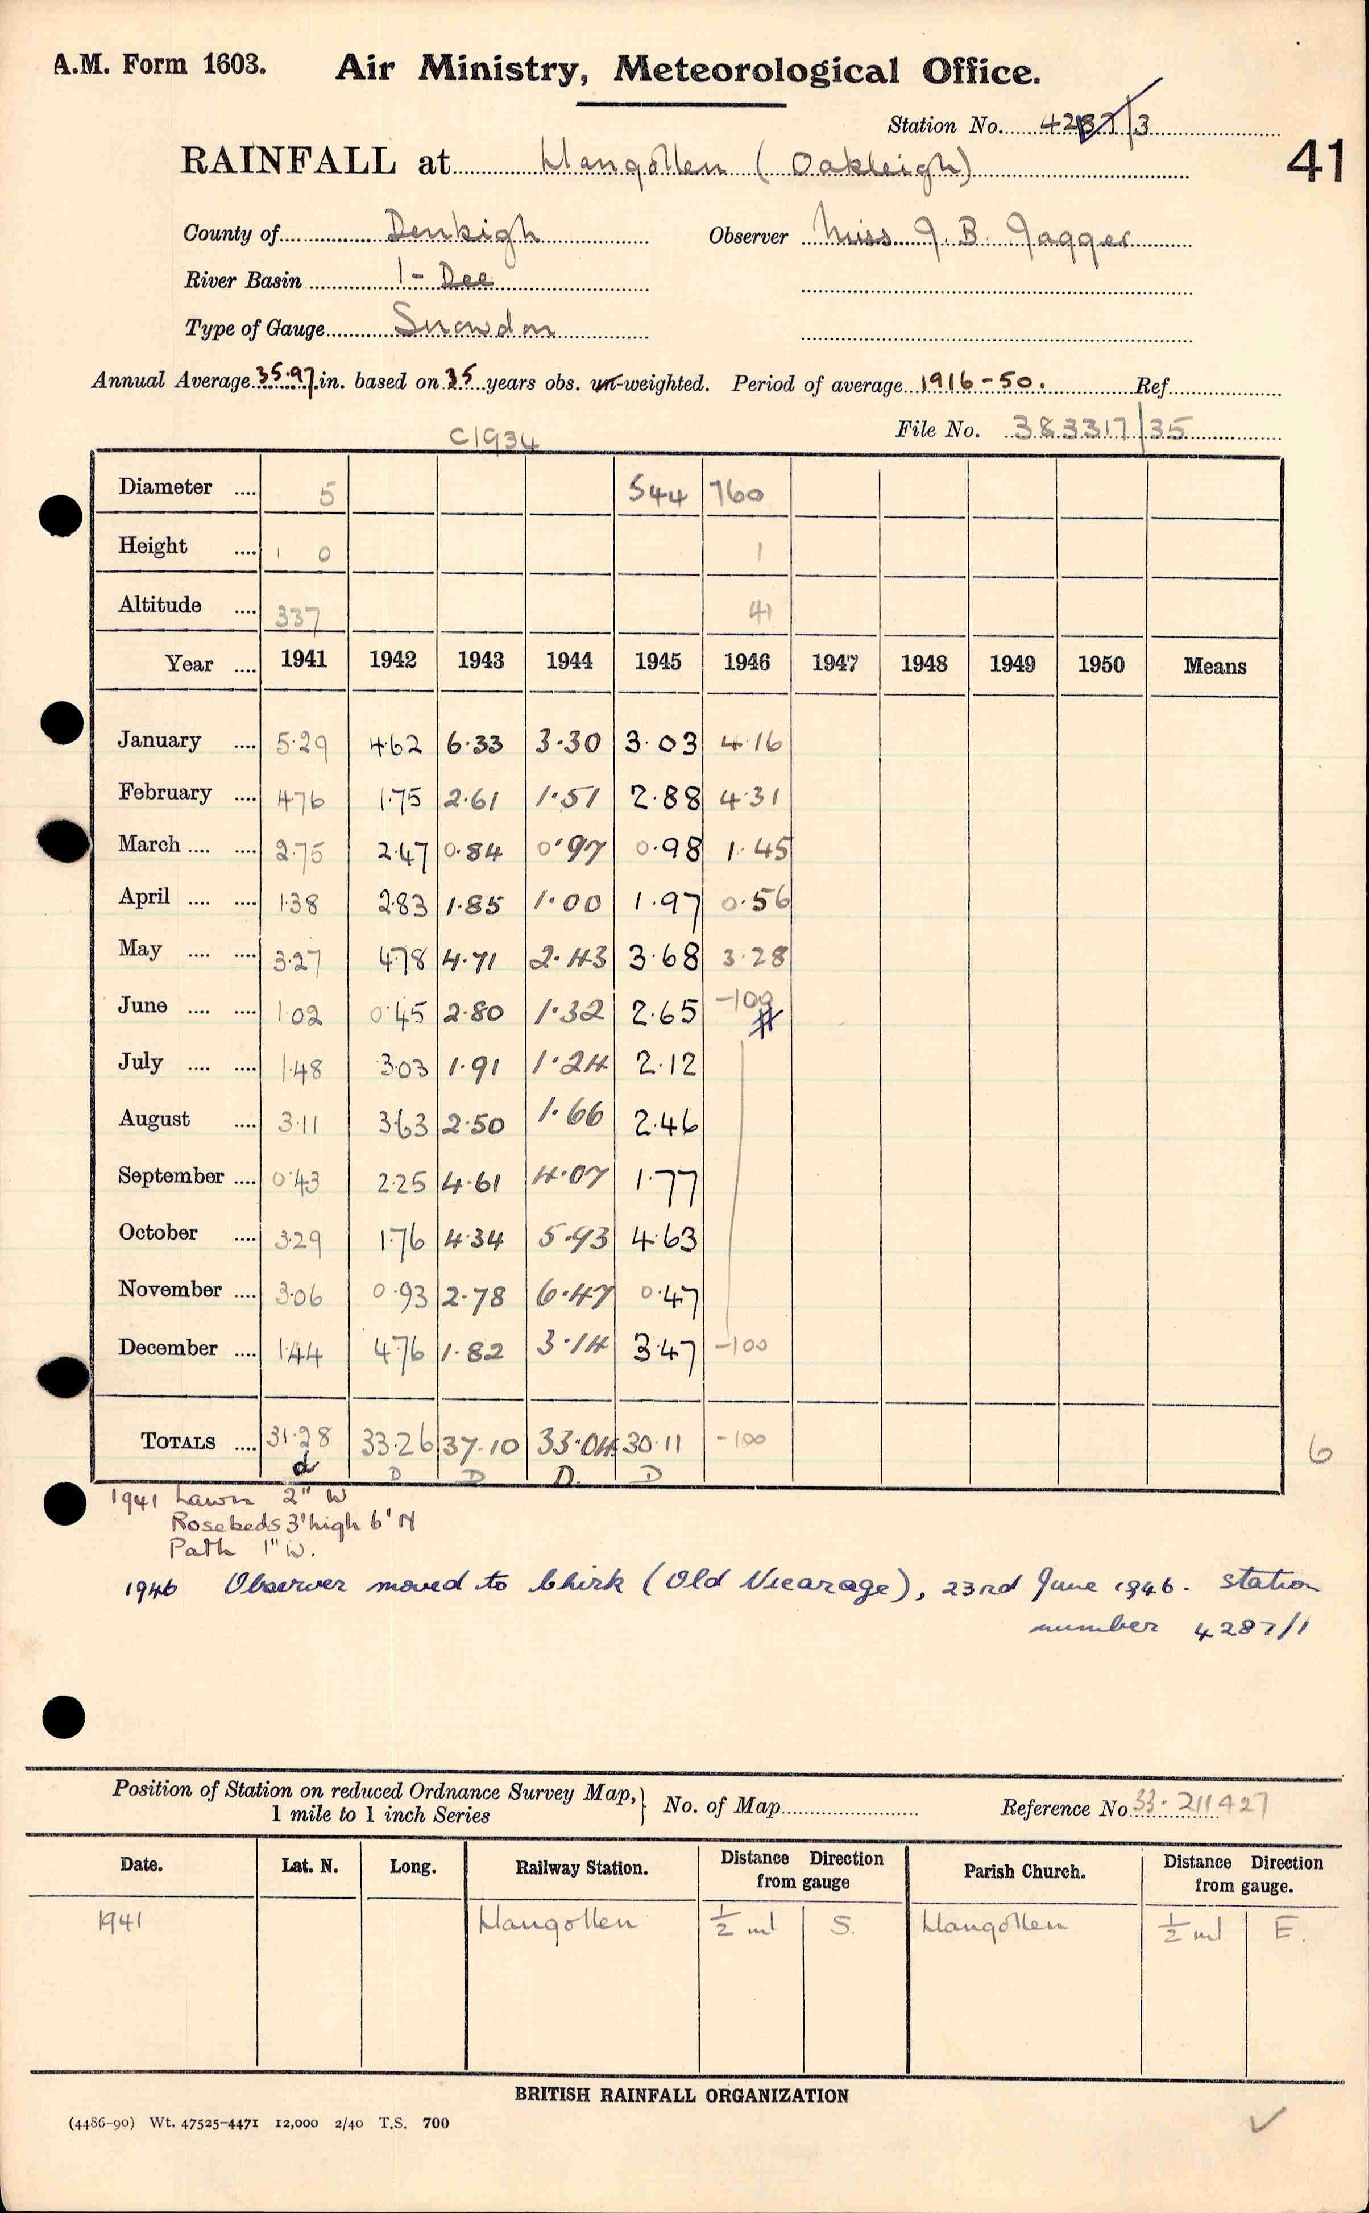 A.M. Form 1603. Air Ministry, Meteorological Office.
Station No. 4287/3
41
RAINFALL at Llangollen (Oakleigh)
County of Denbigh Observer Miss J. B. Jagger
River Basin 1 - Dee
Type of Gauge Snowdon
Annual Average 35.97 in. based on 35 years obs. un-weighted. Period of average 1916-50. Ref
File No. 383317/35
C1934
Diameter .... 5 544 760
Height .... 1 0 1
Altitude .... 337 41
Year .... 1941 1942 1943 1944 1945 1946 1947 1948 1949 1950 Means
January .... 5.29 4.62 6.33 3.30 3.03 4.16
February .... 4.76 1.75 2.61 1.51 2.88 4.31
March .... .... 2.75 2.47 0.84 0.97 0.98 1.45
April .... .... 1.38 2.83 1.85 1.00 1.97 0.56
May .... .... 3.27 4.78 4.71 2.43 3.68 3.28
June .... .... 1.02 0.45 2.80 1.32 2.65 -100 #
July .... .... 1.48 3.03 1.91 1.24 2.12
August .... 3.11 3.63 2.50 1.66 2.46
September .... 0.43 2.25 4.61 4.07 1.77
October .... 3.29 1.76 4.34 5.93 4.63
November .... 3.06 0.93 2.78 6.47 0.47
December .... 1.44 4.76 1.82 3.14 3.47 -100
TOTALS .... 31.28 33.26 37.10 33.04 30.11 -100
d D D D. D
6
1941 Lawn 2" W
Rosebeds 3' high 6' N
Path 1" W.
1946 Observer moved to Chirk (Old Vicarage), 23rd June 1946. station
number 4287/1
Position of Station on reduced Ordnance Survey Map, 1 mile to 1 inch Series } No. of Map Reference No 33.211427
Date. Lat. N. Long. Railway Station. Distance Direction from gauge Parish Church. Distance Direction from gauge.
1941 Llangollen ½ ml S. Llangollen ½ ml E.
BRITISH RAINFALL ORGANIZATION
(4486-90) Wt. 47525-4471 12,000 2/40 T.S. 700